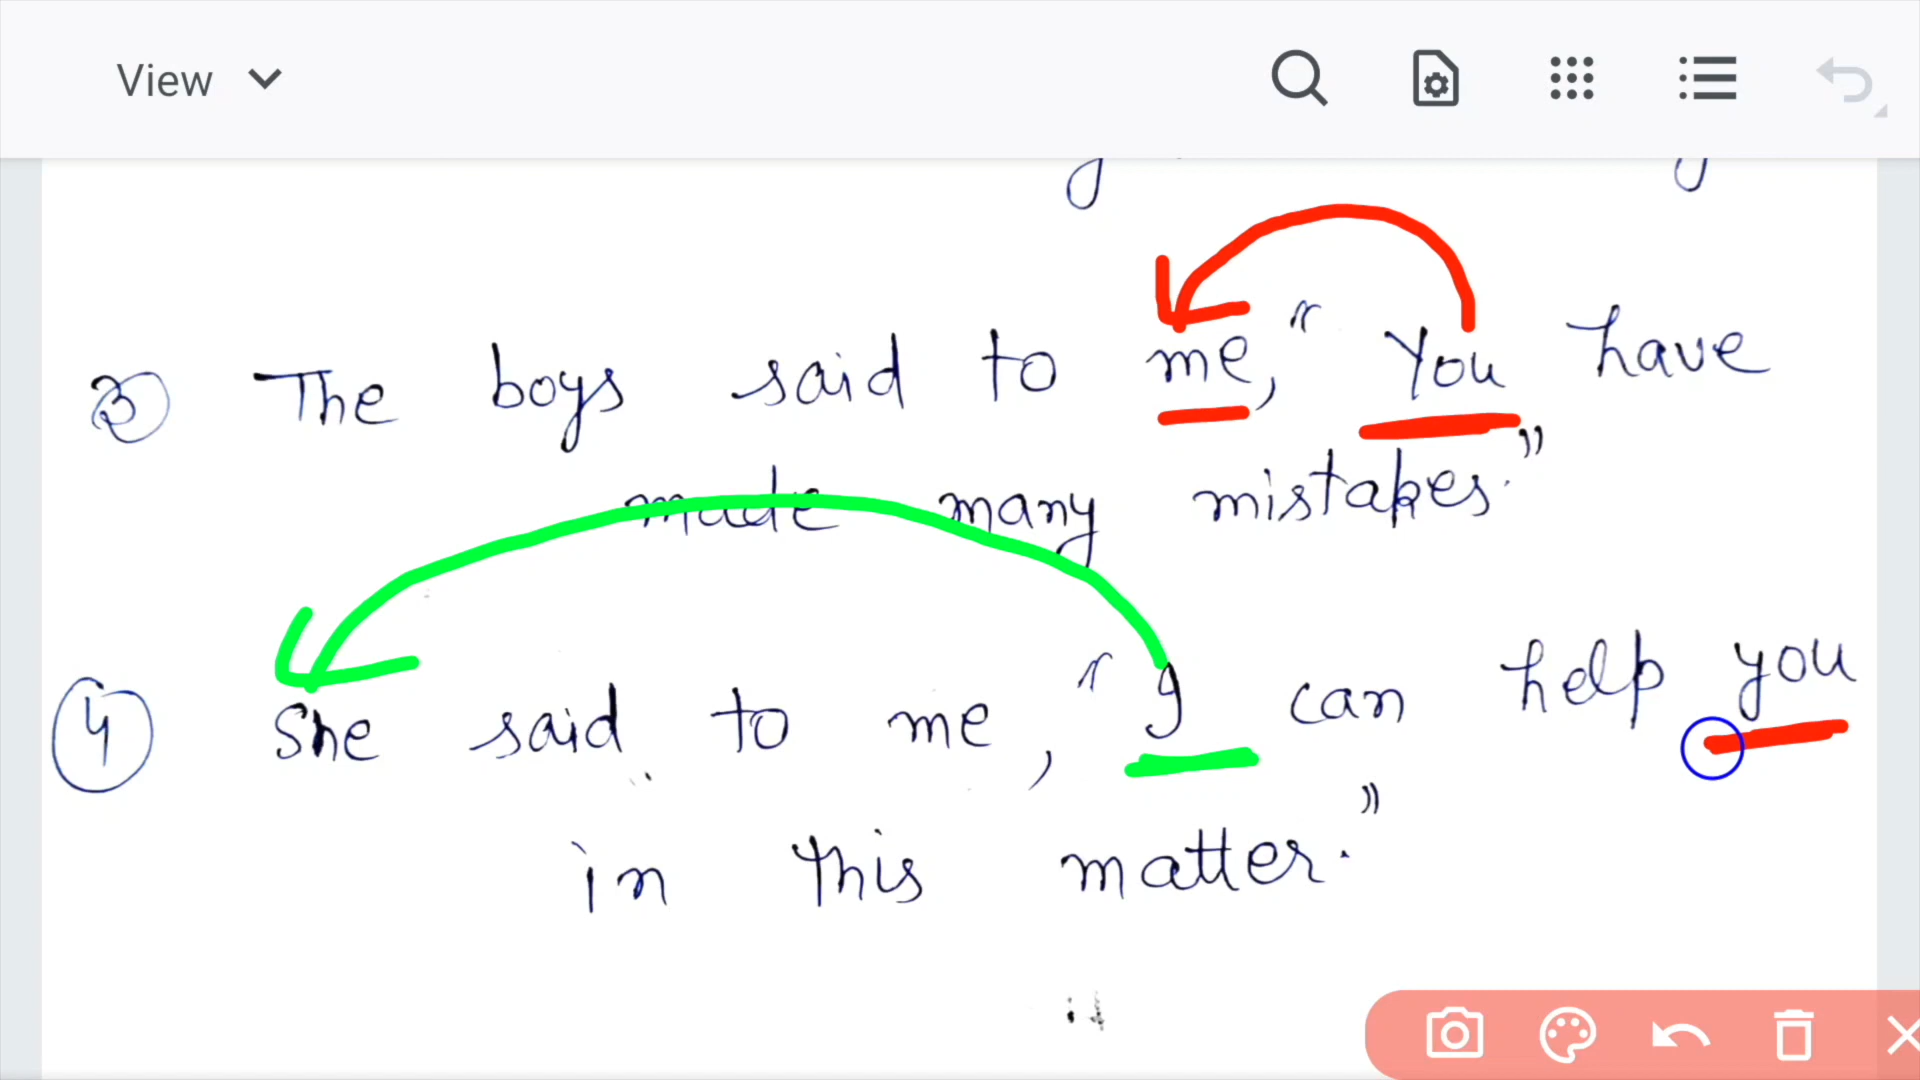 View
③ The boys said to me, " You have
made many mistakes."
④ She said to me, " I can help you
in this matter."